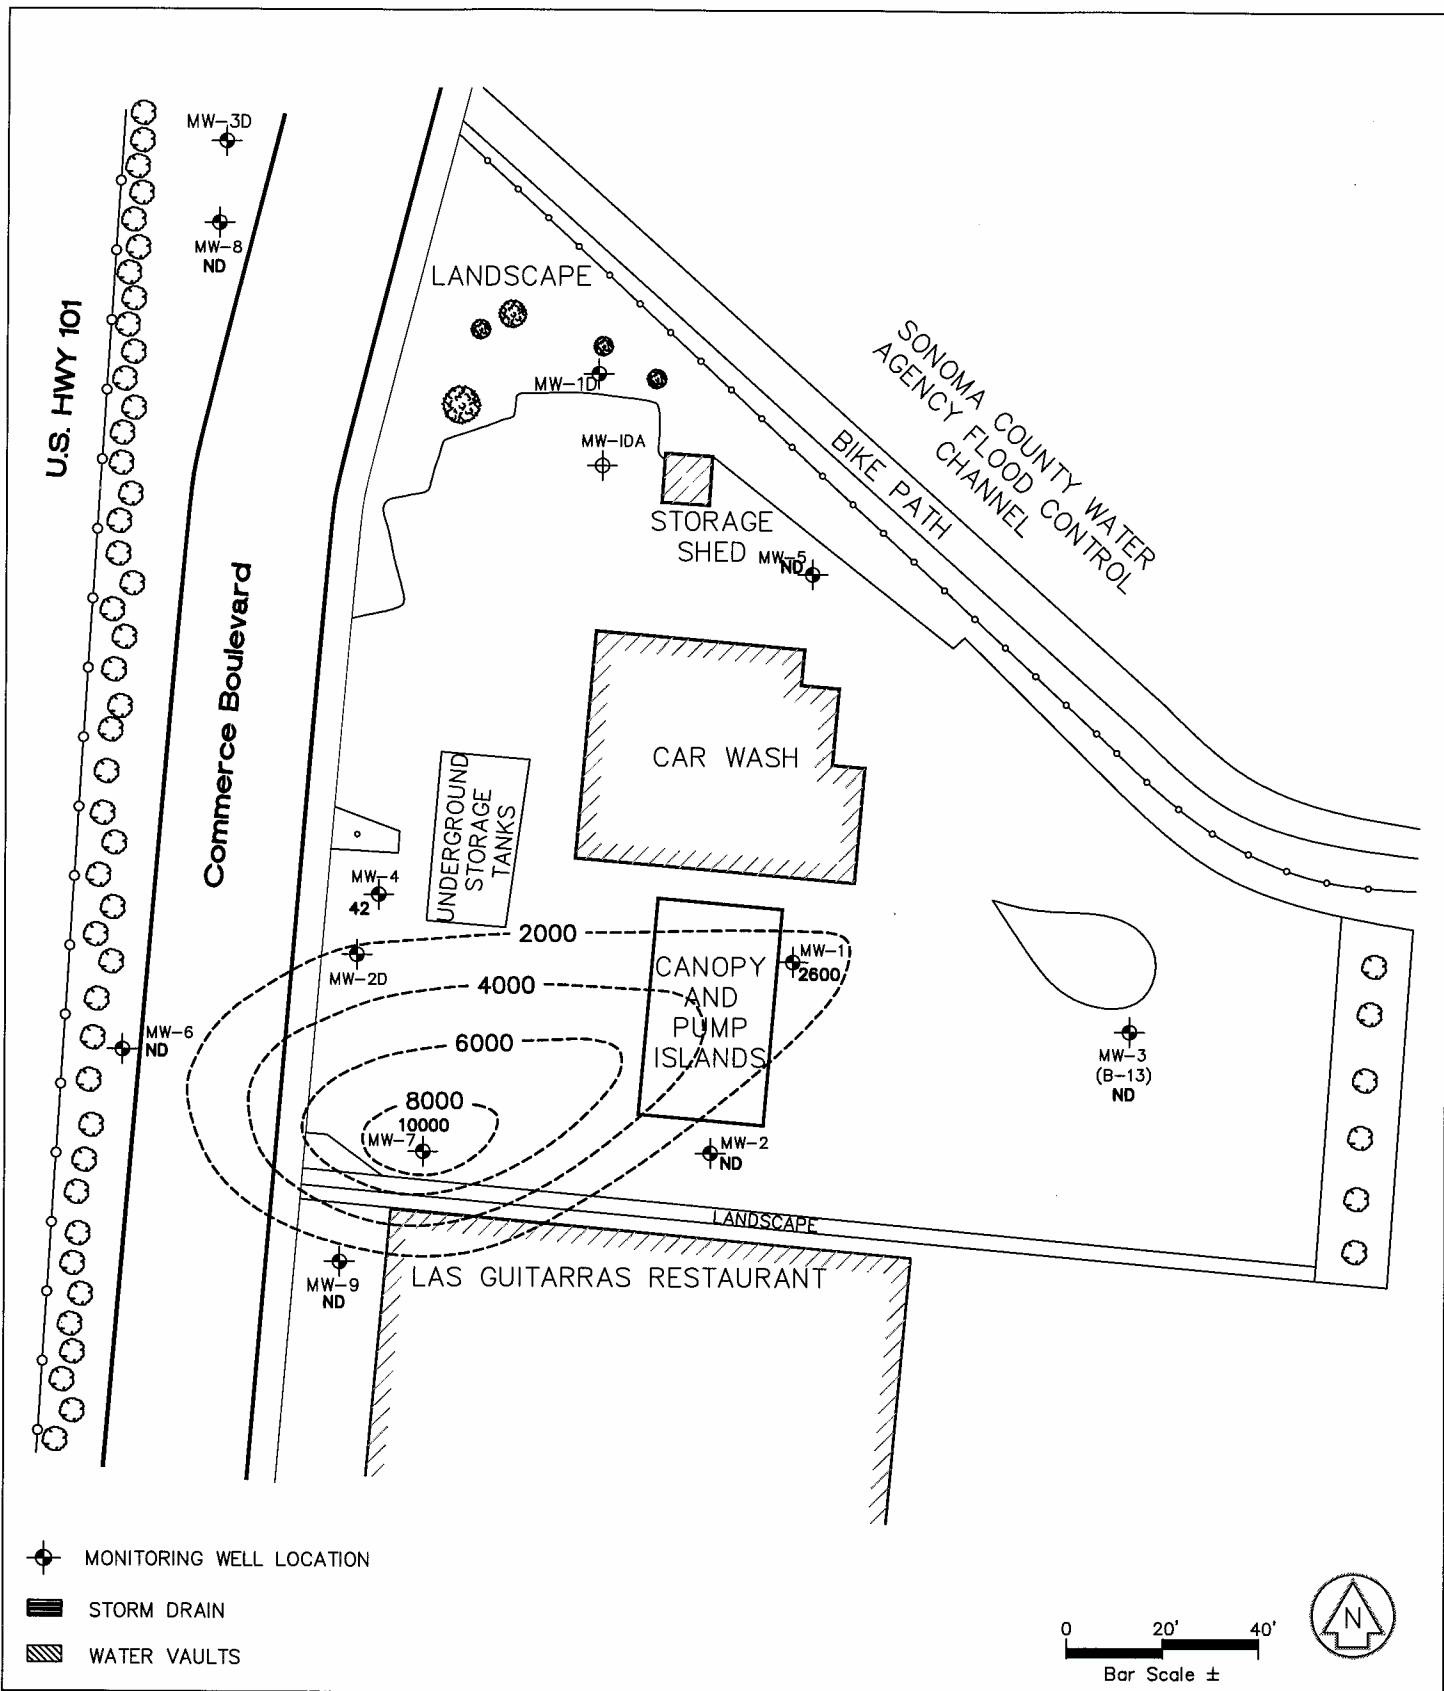 MW-3D
MW-8
ND
LANDSCAPE
U.S. HWY 101
MW-1D
MW-IDA
SONOMA COUNTY WATER
AGENCY FLOOD CONTROL
CHANNEL
BIKE PATH
STORAGE
SHED
MW-5
ND
Commerce Boulevard
CAR WASH
UNDERGROUND
STORAGE
TANKS
MW-4
42
2000
MW-1
2600
MW-2D
4000
CANOPY
AND
PUMP
ISLANDS
MW-6
ND
6000
MW-3
(B-13)
ND
8000
10000
MW-7
MW-2
ND
LANDSCAPE
MW-9
ND
LAS GUITARRAS RESTAURANT
MONITORING WELL LOCATION
STORM DRAIN
WATER VAULTS
0 20' 40'
Bar Scale ±
N